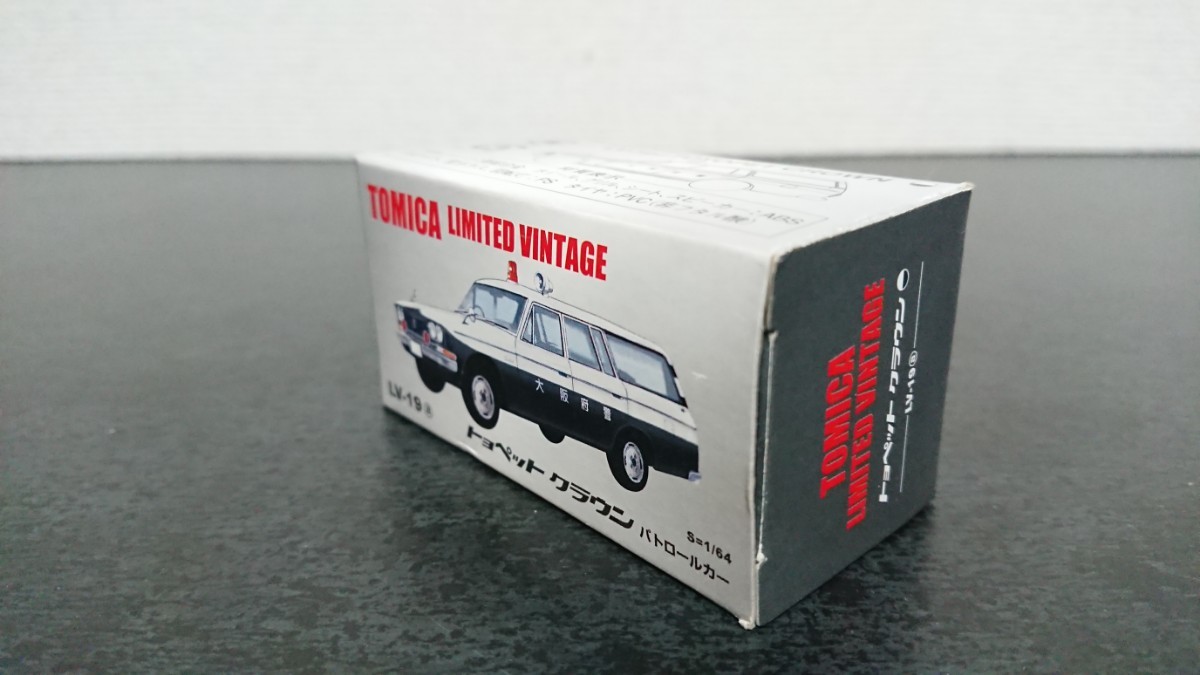 TOMICA LIMITED VINTAGE
大阪府警
LV-19ⓐ
トヨペット クラウン パトロールカー
S=1/64
TOMICA
LIMITED VINTAGE
トヨペット クラウン
LV-19ⓐ